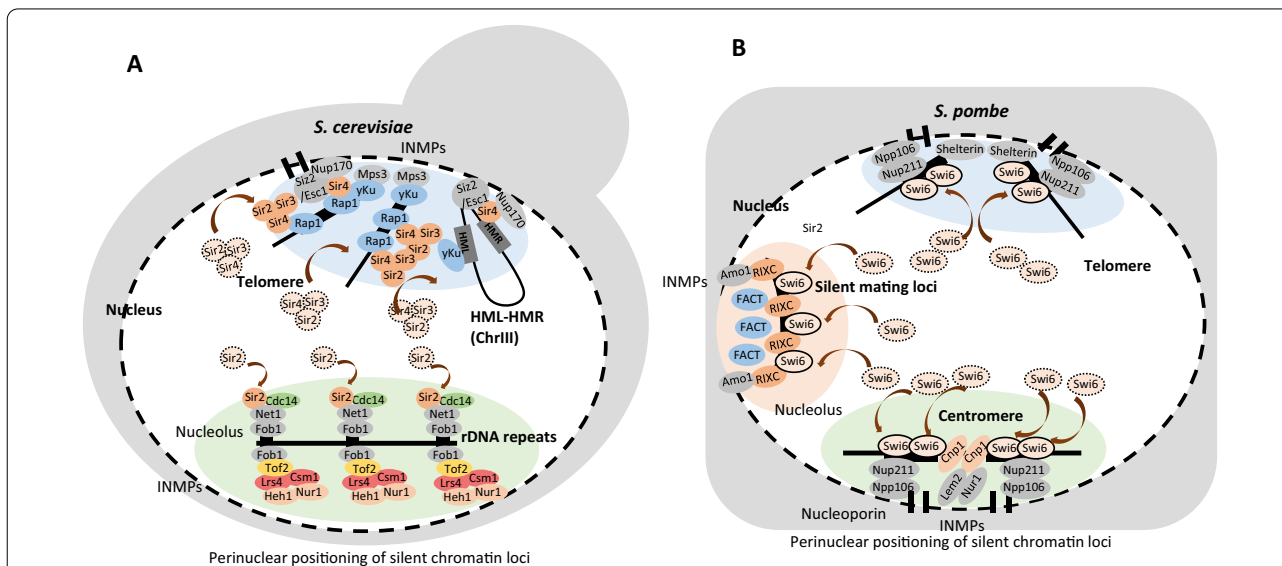 A
S. cerevisiae
INMPs
Nup170
Siz2
/Esc1
Sir4
Mps3
yKu
Mps3
yKu
Siz2
/Esc1
Sir4
Nup170
Sir2
Sir3
Sir4
Rap1
Rap1
Rap1
Rap1
Sir4
Sir3
Sir2
Sir4
Sir3
Sir2
yKu
HML
HMR
Sir2
Sir3
Sir4
Telomere
Nucleus
Sir4
Sir3
Sir2
Sir4
Sir3
Sir2
HML-HMR
(ChrIII)
Sir2
Sir2
Sir2
Sir2
Cdc14
Sir2
Cdc14
Sir2
Cdc14
Net1
Net1
Net1
Nucleolus
Fob1
Fob1
Fob1
rDNA repeats
Fob1
Fob1
Fob1
Tof2
Tof2
Tof2
INMPs
Lrs4
Csm1
Lrs4
Csm1
Lrs4
Csm1
Heh1
Nur1
Heh1
Nur1
Heh1
Nur1
Perinuclear positioning of silent chromatin loci
B
S. pombe
Npp106
Nup211
Shelterin
Shelterin
Npp106
Nup211
Swi6
Swi6
Swi6
Swi6
Nucleus
Sir2
Swi6
Swi6
Swi6
Swi6
Swi6
Telomere
INMPs
Amo1
RIXC
Swi6
Silent mating loci
FACT
RIXC
FACT
Swi6
Swi6
RIXC
FACT
Swi6
Amo1
RIXC
Swi6
Swi6
Swi6
Swi6
Swi6
Nucleolus
Centromere
Swi6
Swi6
Cnp1
Cnp1
Swi6
Swi6
Nup211
Npp106
Lem2
Nur1
Nup211
Npp106
Nucleoporin
INMPs
Perinuclear positioning of silent chromatin loci